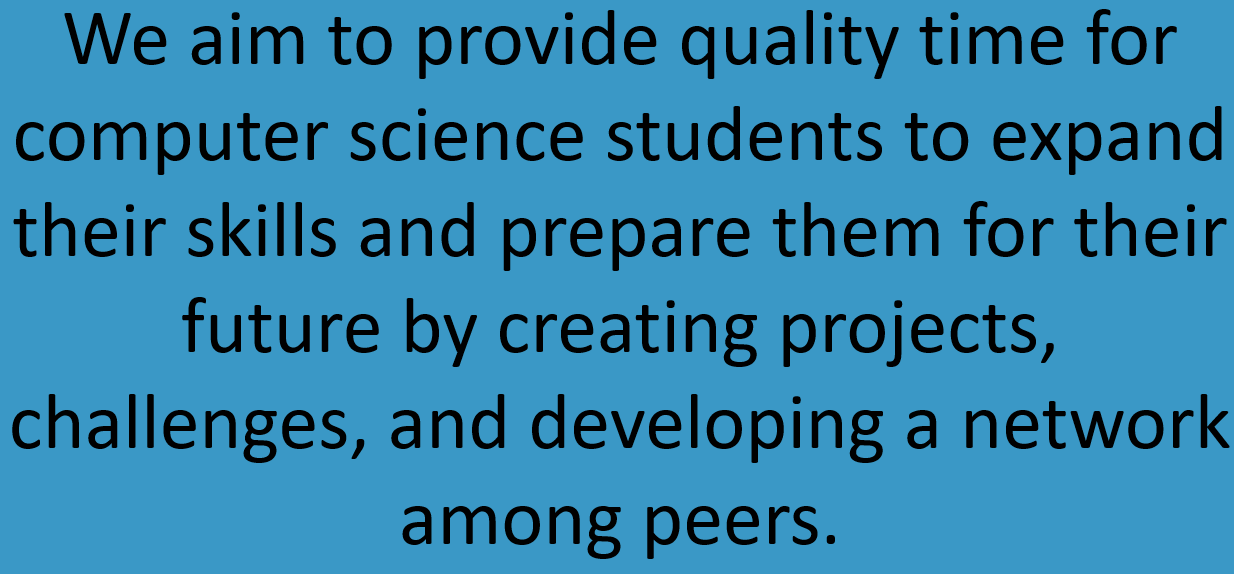 We aim to provide quality time for
computer science students to expand
their skills and prepare them for their
future by creating projects,
challenges, and developing a network
among peers.